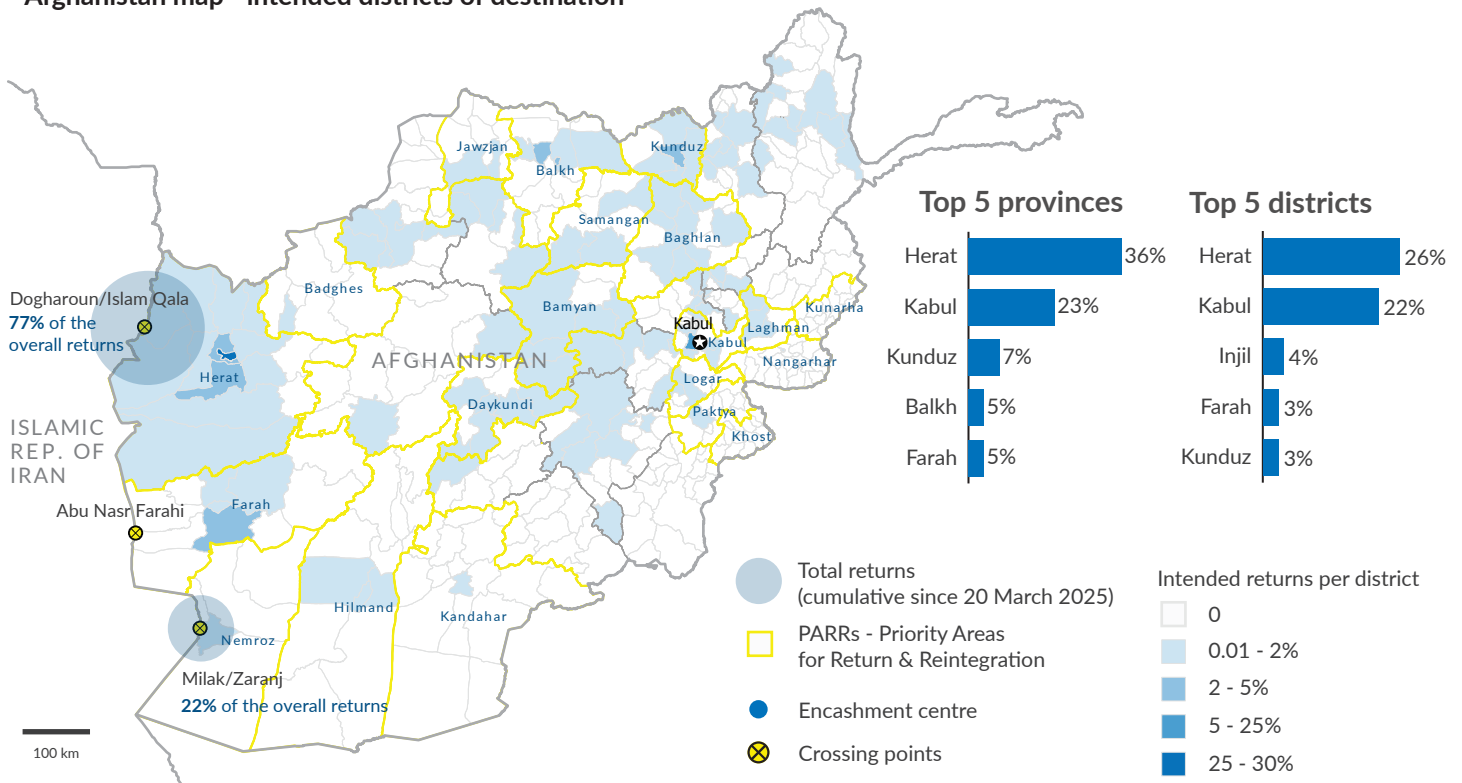 Afghanistan map - intended districts of destination
Jawzjan
Balkh
Kunduz
Samangan
Baghlan
Badghes
Bamyan
Kunarha
Laghman
Kabul
Kabul
Nangarhar
Logar
Paktya
Khost
AFGHANISTAN
Daykundi
Dogharoun/Islam Qala
77% of the
overall returns
Herat
ISLAMIC
REP. OF
IRAN
Abu Nasr Farahi
Farah
Hilmand
Kandahar
Nemroz
Milak/Zaranj
22% of the overall returns
100 km
Top 5 provinces
Herat 36%
Kabul 23%
Kunduz 7%
Balkh 5%
Farah 5%
Top 5 districts
Herat 26%
Kabul 22%
Injil 4%
Farah 3%
Kunduz 3%
Total returns
(cumulative since 20 March 2025)
PARRs - Priority Areas
for Return & Reintegration
Encashment centre
Crossing points
Intended returns per district
0
0.01 - 2%
2 - 5%
5 - 25%
25 - 30%